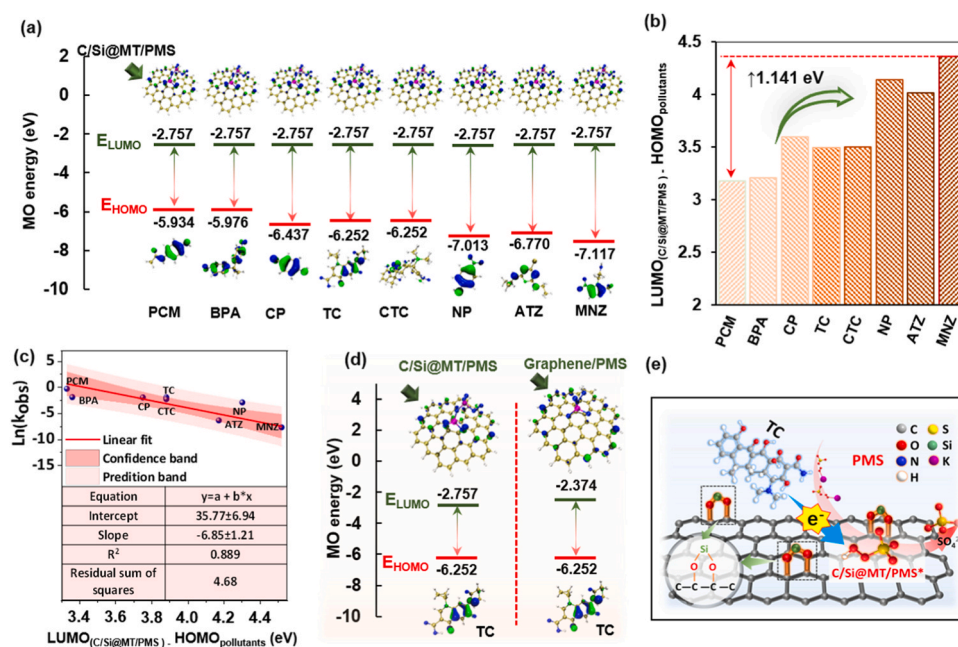 (a)
C/Si@MT/PMS
MO energy (eV)
2
0
-2
-4
-6
-8
-10
E_LUMO
-2.757 -2.757 -2.757 -2.757 -2.757 -2.757 -2.757 -2.757
E_HOMO
-5.934 -5.976 -6.437 -6.252 -6.252 -7.013 -6.770 -7.117
PCM BPA CP TC CTC NP ATZ MNZ
(b)
LUMO(C/Si@MT/PMS) - HOMOpollutants
4.5
4
3.5
3
2.5
2
↑1.141 eV
PCM BPA CP TC CTC NP ATZ MNZ
(c)
Ln(kobs)
10
5
0
-5
-10
-15
PCM
BPA
CP
TC
CTC
NP
ATZ
MNZ
Linear fit
Confidence band
Predition band
Equation y=a + b*x
Intercept 35.77±6.94
Slope -6.85±1.21
R² 0.889
Residual sum of
squares 4.68
3.4 3.6 3.8 4.0 4.2 4.4
LUMO(C/Si@MT/PMS) - HOMOpollutants (eV)
(d)
C/Si@MT/PMS Graphene/PMS
MO energy (eV)
4
2
0
-2
-4
-6
-8
-10
E_LUMO
-2.757 -2.374
E_HOMO
-6.252 -6.252
TC TC
(e)
TC
PMS
C S
O Si
N K
H
e-
Si
O O
C-C-C-C
C/Si@MT/PMS*